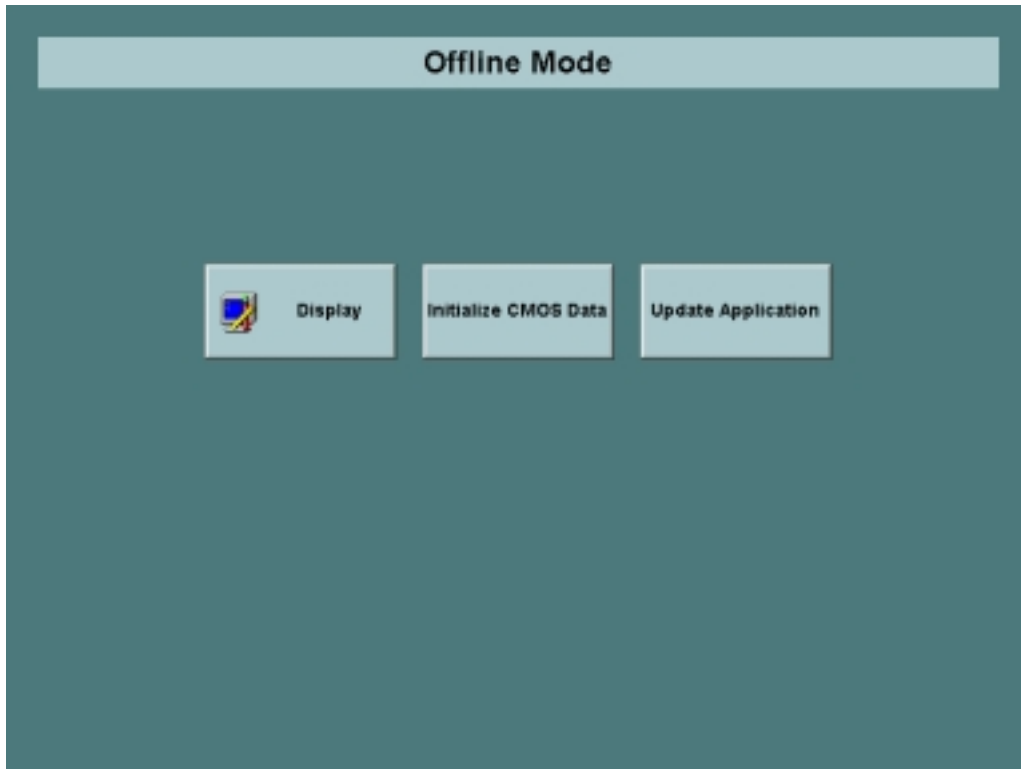 Offline Mode
Display
Initialize CMOS Data
Update Application